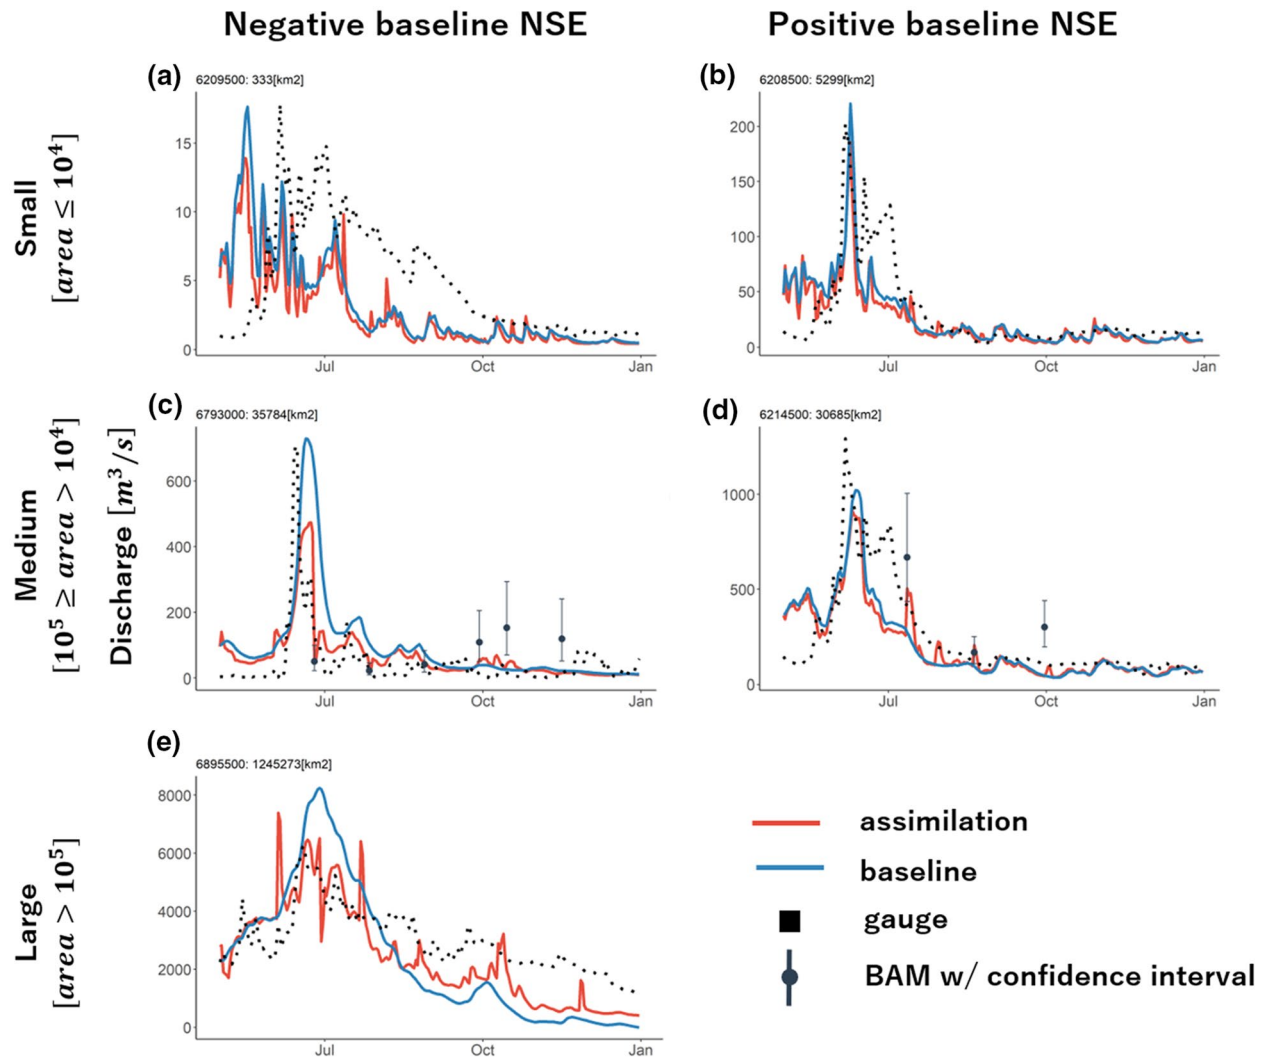 Negative baseline NSE
Positive baseline NSE
Small
[area ≤ 10⁴]
Medium
[10⁵ ≥ area > 10⁴]
Large
[area > 10⁵]
Discharge [m³/s]
(a)
6209500: 333[km2]
15
10
5
0
Jul
Oct
Jan
(b)
6208500: 5299[km2]
200
150
100
50
0
Jul
Oct
Jan
(c)
6793000: 35784[km2]
600
400
200
0
Jul
Oct
Jan
(d)
6214500: 30685[km2]
1000
500
0
Jul
Oct
Jan
(e)
6895500: 1245273[km2]
8000
6000
4000
2000
0
Jul
Oct
Jan
assimilation
baseline
gauge
BAM w/ confidence interval